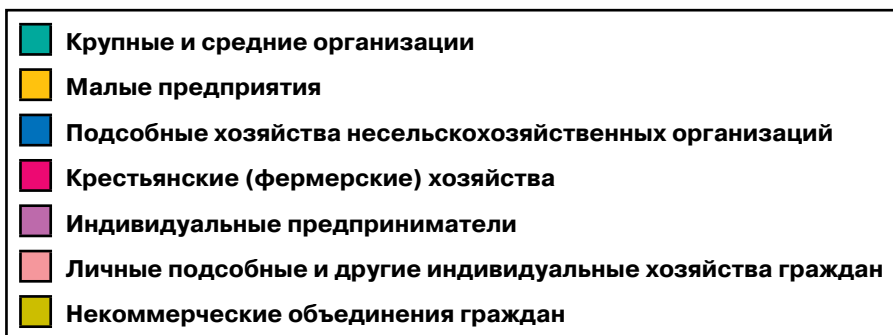 Крупные и средние организации
Малые предприятия
Подсобные хозяйства несельскохозяйственных организаций
Крестьянские (фермерские) хозяйства
Индивидуальные предприниматели
Личные подсобные и другие индивидуальные хозяйства граждан
Некоммерческие объединения граждан